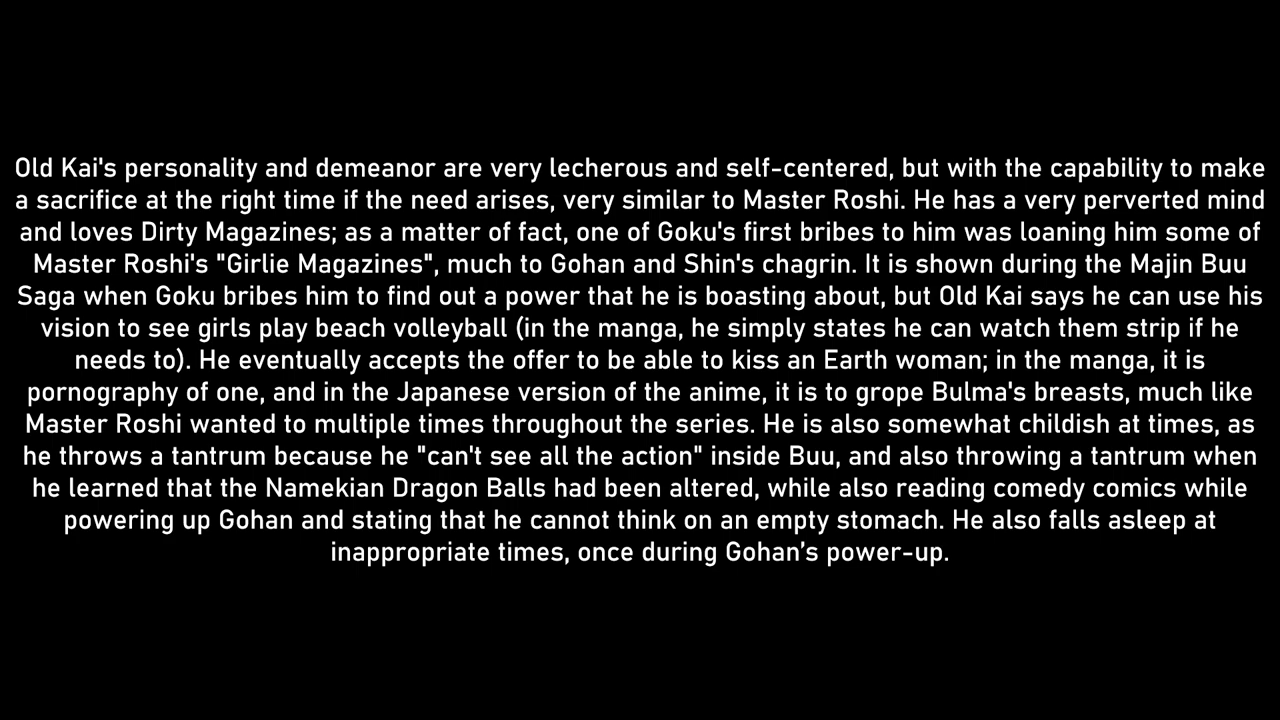 Old Kai's personality and demeanor are very lecherous and self-centered, but with the capability to make
a sacrifice at the right time if the need arises, very similar to Master Roshi. He has a very perverted mind
and loves Dirty Magazines; as a matter of fact, one of Goku's first bribes to him was loaning him some of
Master Roshi's "Girlie Magazines", much to Gohan and Shin's chagrin. It is shown during the Majin Buu
Saga when Goku bribes him to find out a power that he is boasting about, but Old Kai says he can use his
vision to see girls play beach volleyball (in the manga, he simply states he can watch them strip if he
needs to). He eventually accepts the offer to be able to kiss an Earth woman; in the manga, it is
pornography of one, and in the Japanese version of the anime, it is to grope Bulma's breasts, much like
Master Roshi wanted to multiple times throughout the series. He is also somewhat childish at times, as
he throws a tantrum because he "can't see all the action" inside Buu, and also throwing a tantrum when
he learned that the Namekian Dragon Balls had been altered, while also reading comedy comics while
powering up Gohan and stating that he cannot think on an empty stomach. He also falls asleep at
inappropriate times, once during Gohan’s power-up.